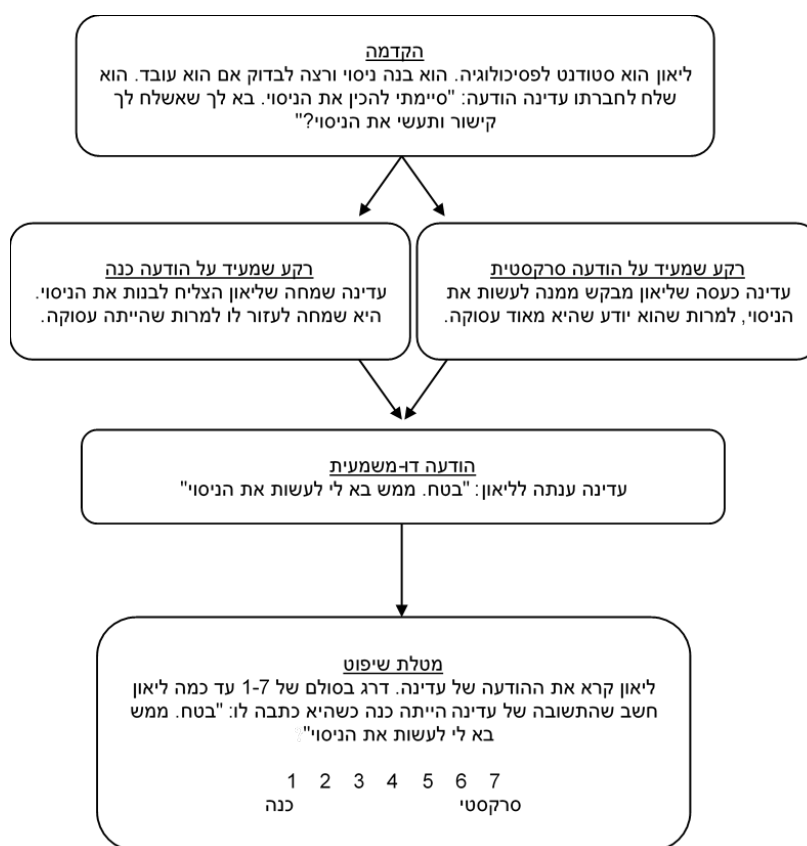 הקדמה
ליאון הוא סטודנט לפסיכולוגיה. הוא בנה ניסוי ורצה לבדוק אם הוא עובד. הוא
שלח לחברתו עדינה הודעה: "סיימתי להכין את הניסוי. בא לך שאשלח לך
קישור ותעשי את הניסוי?"
רקע שמעיד על הודעה סרקסטית
עדינה כעסה שליאון מבקש ממנה לעשות את
הניסוי, למרות שהוא יודע שהיא מאוד עסוקה.
רקע שמעיד על הודעה כנה
עדינה שמחה שליאון הצליח לבנות את הניסוי.
היא שמחה לעזור לו למרות שהייתה עסוקה.
הודעה דו-משמעית
עדינה ענתה לליאון: "בטח. ממש בא לי לעשות את הניסוי"
מטלת שיפוט
ליאון קרא את ההודעה של עדינה. דרג בסולם של 1-7 עד כמה ליאון
חשב שהתשובה של עדינה הייתה כנה כשהיא כתבה לו: "בטח. ממש
בא לי לעשות את הניסוי"
1 2 3 4 5 6 7
כנה סרקסטי